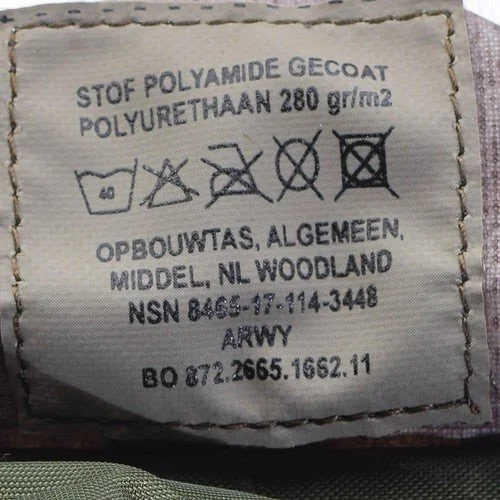 STOF POLYAMIDE GECOAT
POLYURETHAAN 280 gr/m2
40
OPBOUWTAS, ALGEMEEN,
MIDDEL, NL WOODLAND
NSN 8465-17-114-3448
ARWY
BO 872.2665.1662.11